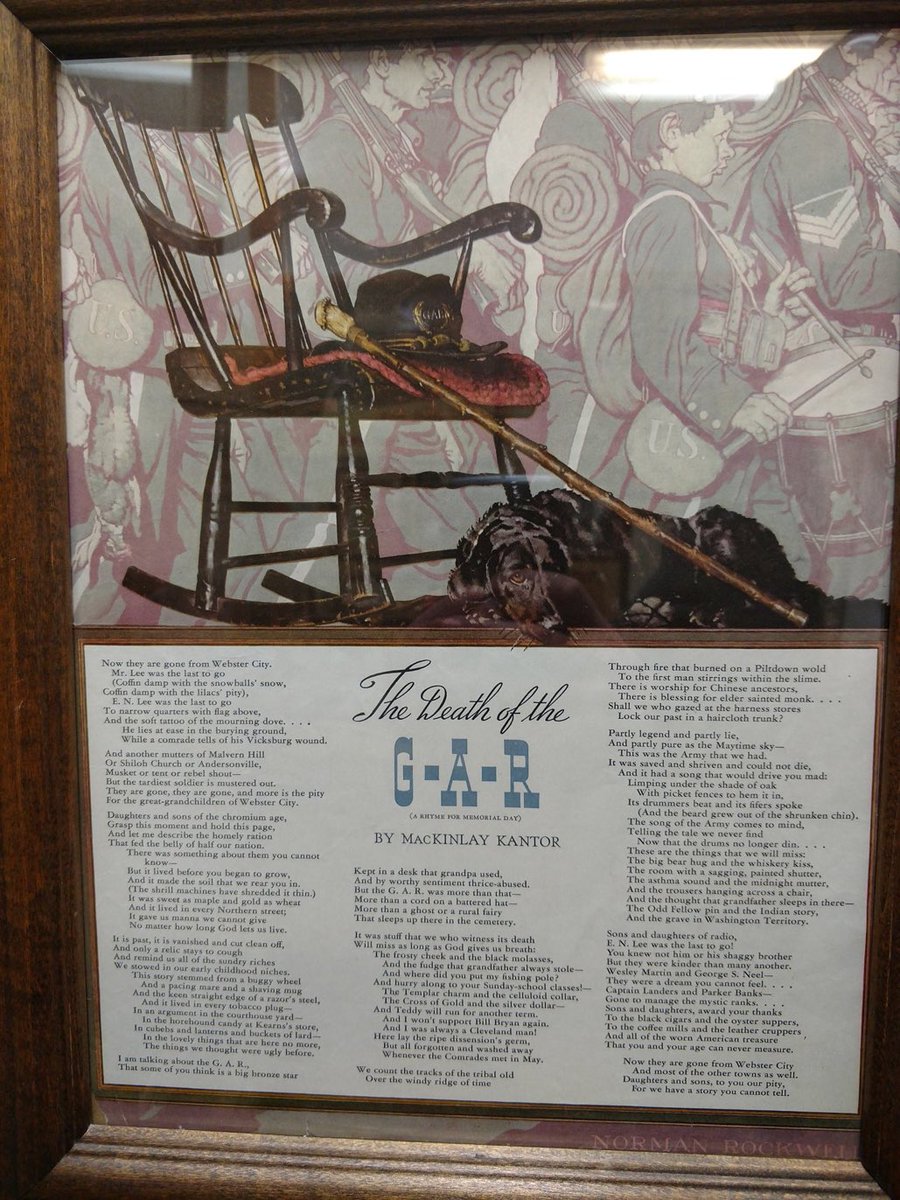 U.S.
G.A.R.
U
U.S.
Now they are gone from Webster City.
Mr. Lee was the last to go
(Coffin damp with the snowballs' snow,
Coffin damp with the lilacs' pity),
E. N. Lee was the last to go
To narrow quarters with flag above,
And the soft tattoo of the mourning dove. . . .
He lies at ease in the burying ground,
While a comrade tells of his Vicksburg wound.
And another mutters of Malvern Hill
Or Shiloh Church or Andersonville,
Musket or tent or rebel shout—
But the tardiest soldier is mustered out.
They are gone, they are gone, and more is the pity
For the great-grandchildren of Webster City.
Daughters and sons of the chromium age,
Grasp this moment and hold this page,
And let me describe the homely ration
That fed the belly of half our nation.
There was something about them you cannot
know—
But it lived before you began to grow,
And it made the soil that we rear you in.
(The shrill machines have shredded it thin.)
It was sweet as maple and gold as wheat
And it lived in every Northern street;
It gave us manna we cannot give
No matter how long God lets us live.
It is past, it is vanished and cut clean off,
And only a relic stays to cough
And remind us all of the sundry riches
We stowed in our early childhood niches.
This story stemmed from a buggy wheel
And a pacing mare and a shaving mug
And the keen straight edge of a razor's steel,
And it lived in every tobacco plug—
In an argument in the courthouse yard—
In the horehound candy at Kearns's store,
In cubebs and lanterns and buckets of lard—
In the lovely things that are here no more,
The things we thought were ugly before.
I am talking about the G. A. R.,
That some of you think is a big bronze star
The Death of the
G-A-R
(A RHYME FOR MEMORIAL DAY)
BY MACKINLAY KANTOR
Kept in a desk that grandpa used,
And by worthy sentiment thrice-abused.
But the G. A. R. was more than that—
More than a cord on a battered hat—
More than a ghost or a rural fairy
That sleeps up there in the cemetery.
It was stuff that we who witness its death
Will miss as long as God gives us breath:
The frosty cheek and the black molasses,
And the fudge that grandfather always stole—
And where did you put my fishing pole?
And hurry along to your Sunday-school classes!—
The Templar charm and the celluloid collar,
The Cross of Gold and the silver dollar—
And Teddy will run for another term.
And I won't support Bill Bryan again.
And I was always a Cleveland man!
Here lay the ripe dissension's germ,
But all forgotten and washed away
Whenever the Comrades met in May.
We count the tracks of the tribal old
Over the windy ridge of time
Through fire that burned on a Piltdown wold
To the first man stirrings within the slime.
There is worship for Chinese ancestors,
There is blessing for elder sainted monk. . . .
Shall we who gazed at the harness stores
Lock our past in a haircloth trunk?
Partly legend and partly lie,
And partly pure as the Maytime sky—
This was the Army that we had.
It was saved and shriven and could not die,
And it had a song that would drive you mad:
Limping under the shade of oak
With picket fences to hem it in,
Its drummers beat and its fifers spoke
(And the beard grew out of the shrunken chin).
The song of the Army comes to mind,
Telling the tale we never find
Now that the drums no longer din. . . .
These are the things that we will miss:
The big bear hug and the whiskery kiss,
The room with a sagging, painted shutter,
The asthma sound and the midnight mutter,
And the trousers hanging across a chair,
And the thought that grandfather sleeps in there—
The Odd Fellow pin and the Indian story,
And the grave in Washington Territory.
Sons and daughters of radio,
E. N. Lee was the last to go!
You knew not him or his shaggy brother
But they were kinder than many another.
Wesley Martin and George S. Neel—
They were a dream you cannot feel. . . .
Captain Landers and Parker Banks—
Gone to manage the mystic ranks. . . .
Sons and daughters, award your thanks
To the black cigars and the oyster suppers,
To the coffee mills and the leather cruppers
And all of the worn American treasure
That you and your age can never measure.
Now they are gone from Webster City
And most of the other towns as well.
Daughters and sons, to you our pity,
For we have a story you cannot tell.
NORMAN ROCKWELL